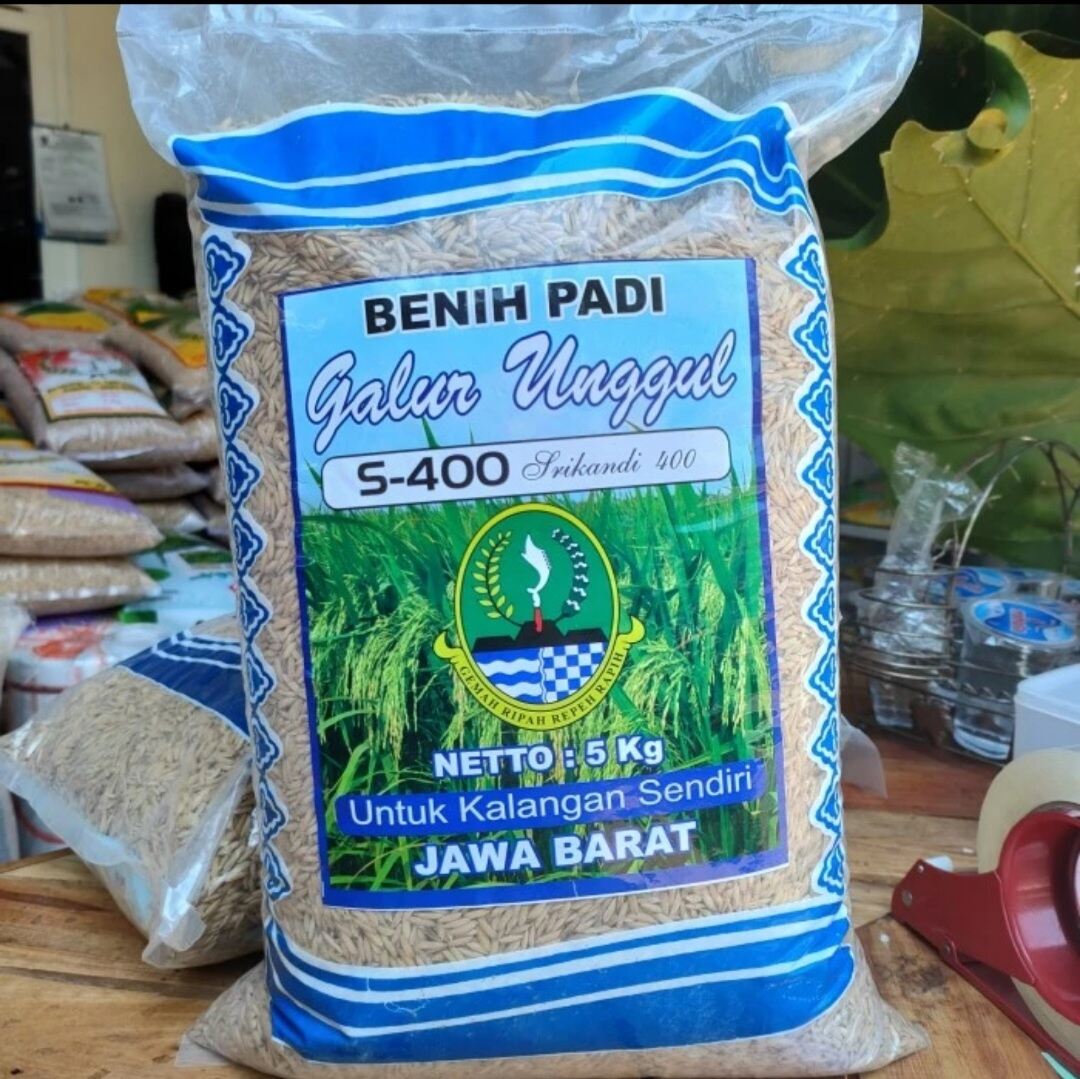 BENIH PADI
Galur Unggul
S-400 Srikandi 400
GEMAH RIPAH REPEH RAPIH
NETTO : 5 Kg
Untuk Kalangan Sendiri
JAWA BARAT